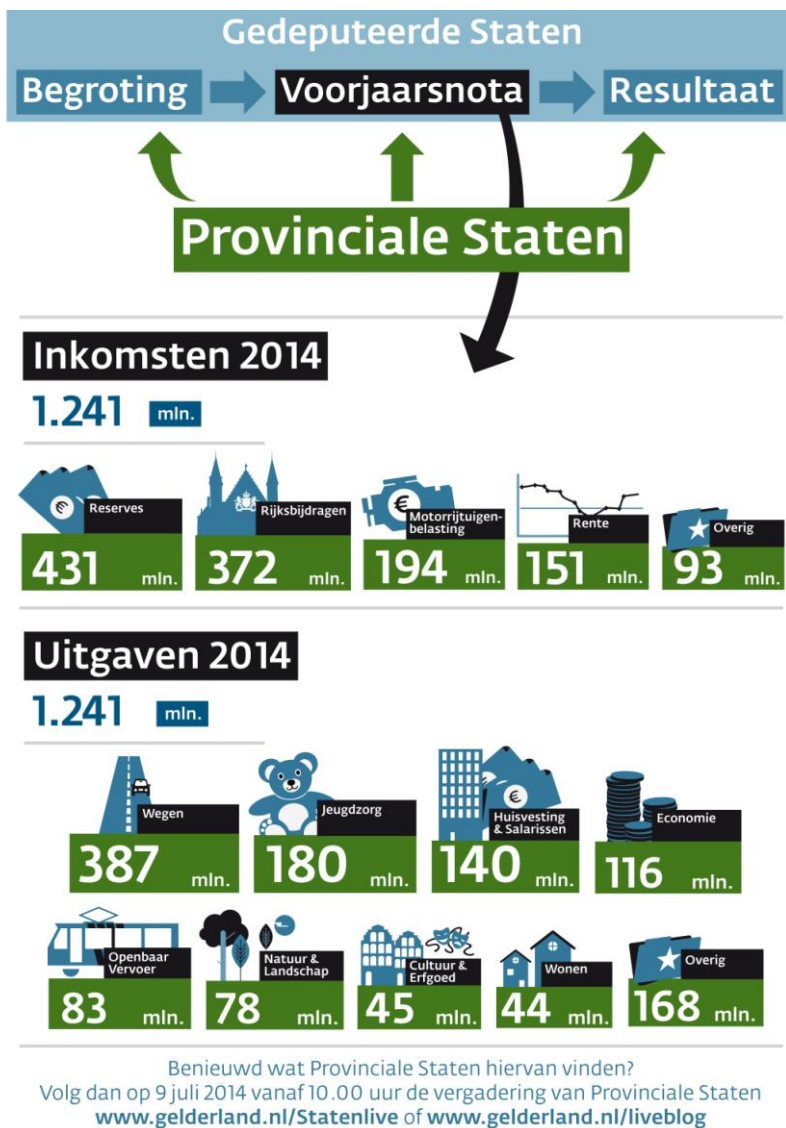 Gedeputeerde Staten
Begroting
Voorjaarsnota
Resultaat
Provinciale Staten
Inkomsten 2014
1.241 mln.
Reserves
431 mln.
Rijksbijdragen
372 mln.
Motorrijtuigen-
belasting
194 mln.
Rente
151 mln.
Overig
93 mln.
Uitgaven 2014
1.241 mln.
Wegen
387 mln.
Jeugdzorg
180 mln.
Huisvesting
& Salarissen
140 mln.
Economie
116 mln.
Openbaar
Vervoer
83 mln.
Natuur &
Landschap
78 mln.
Cultuur &
Erfgoed
45 mln.
Wonen
44 mln.
Overig
168 mln.
Benieuwd wat Provinciale Staten hiervan vinden?
Volg dan op 9 juli 2014 vanaf 10.00 uur de vergadering van Provinciale Staten
www.gelderland.nl/Statenlive of www.gelderland.nl/liveblog